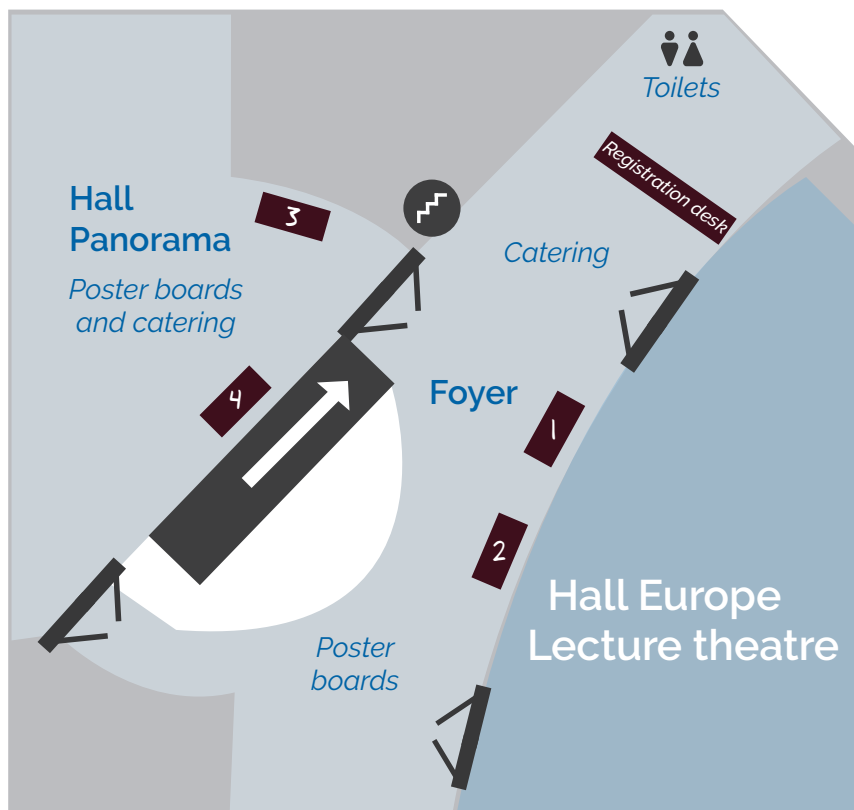 Toilets
Registration desk
Hall
Panorama
3
Poster boards
and catering
Catering
4
Foyer
1
2
Hall Europe
Lecture theatre
Poster
boards